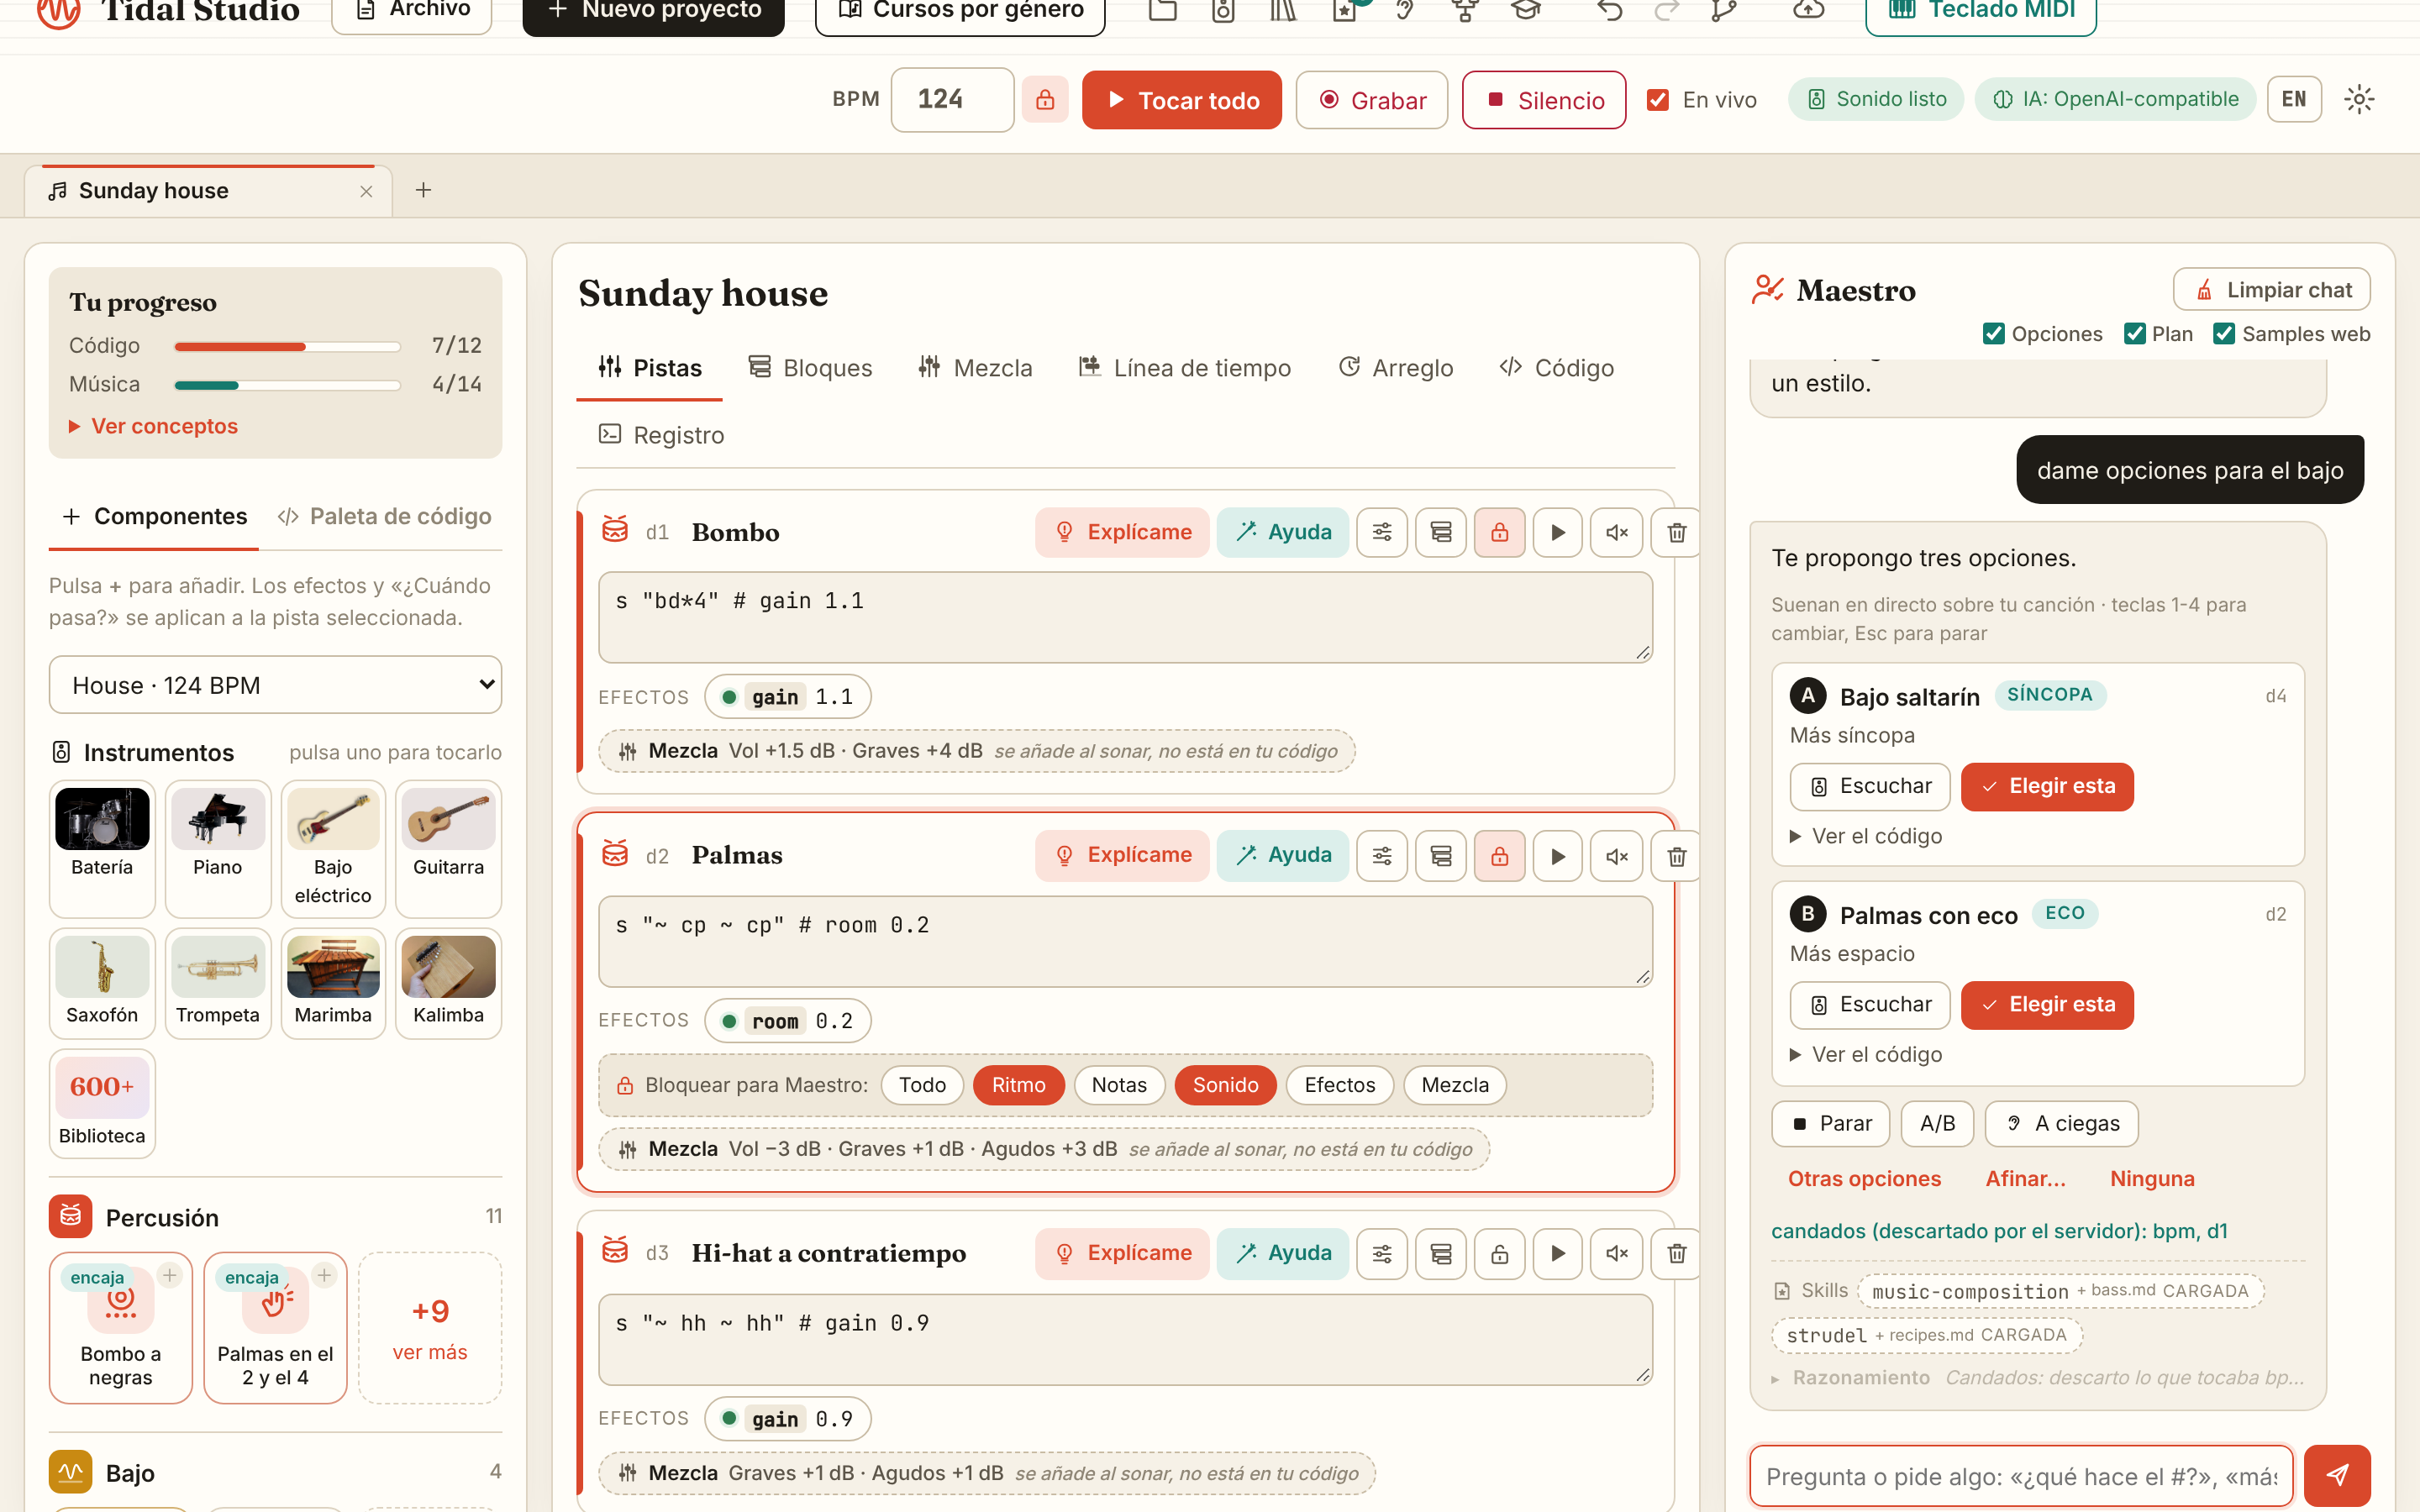 Tidal Studio
Archivo
Nuevo proyecto
Cursos por género
Teclado MIDI
BPM 124
Tocar todo
Grabar
Silencio
En vivo
Sonido listo
IA: OpenAI-compatible
EN
Sunday house
Tu progreso
Código 7/12
Música 4/14
Ver conceptos
Componentes
Paleta de código
Pulsa + para añadir. Los efectos y «¿Cuándo
pasa?» se aplican a la pista seleccionada.
House · 124 BPM
Instrumentos pulsa uno para tocarlo
Batería
Piano
Bajo
eléctrico
Guitarra
Saxofón
Trompeta
Marimba
Kalimba
600+
Biblioteca
Percusión 11
encaja
Bombo a
negras
encaja
Palmas en el
2 y el 4
+9
ver más
Bajo 4
Sunday house
Pistas
Bloques
Mezcla
Línea de tiempo
Arreglo
Código
Registro
d1 Bombo
Explícame
Ayuda
s "bd*4" # gain 1.1
EFECTOS gain 1.1
Mezcla Vol +1.5 dB · Graves +4 dB se añade al sonar, no está en tu código
d2 Palmas
Explícame
Ayuda
s "~ cp ~ cp" # room 0.2
EFECTOS room 0.2
Bloquear para Maestro: Todo Ritmo Notas Sonido Efectos Mezcla
Mezcla Vol −3 dB · Graves +1 dB · Agudos +3 dB se añade al sonar, no está en tu código
d3 Hi-hat a contratiempo
Explícame
Ayuda
s "~ hh ~ hh" # gain 0.9
EFECTOS gain 0.9
Mezcla Graves +1 dB · Agudos +1 dB se añade al sonar, no está en tu código
Maestro
Limpiar chat
Opciones
Plan
Samples web
un estilo.
dame opciones para el bajo
Te propongo tres opciones.
Suenan en directo sobre tu canción · teclas 1-4 para
cambiar, Esc para parar
A Bajo saltarín SÍNCOPA d4
Más síncopa
Escuchar
Elegir esta
Ver el código
B Palmas con eco ECO d2
Más espacio
Escuchar
Elegir esta
Ver el código
Parar
A/B
A ciegas
Otras opciones
Afinar...
Ninguna
candados (descartado por el servidor): bpm, d1
Skills music-composition + bass.md CARGADA
strudel + recipes.md CARGADA
Razonamiento Candados: descarto lo que tocaba bp...
Pregunta o pide algo: «¿qué hace el #?», «más